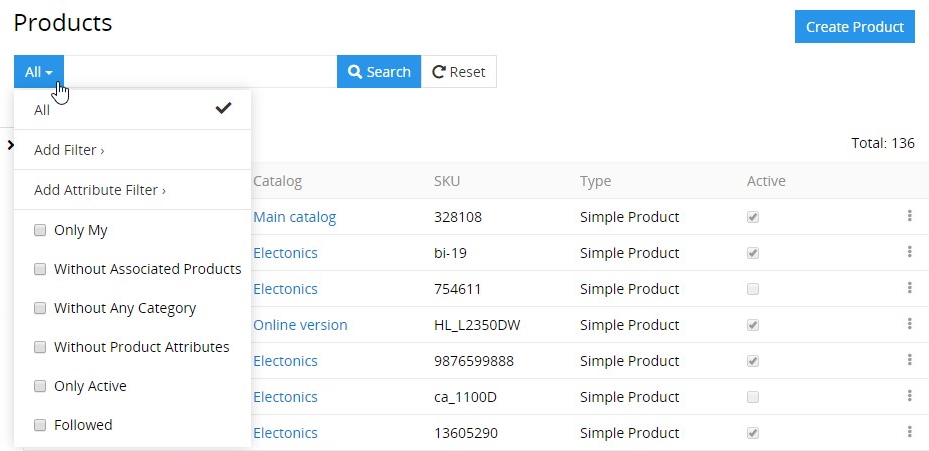 Products
Create Product
All
Search
Reset
All
Add Filter ›
Add Attribute Filter ›
Only My
Without Associated Products
Without Any Category
Without Product Attributes
Only Active
Followed
Total: 136
Catalog SKU Type Active
Main catalog 328108 Simple Product
Electonics bi-19 Simple Product
Electonics 754611 Simple Product
Online version HL_L2350DW Simple Product
Electonics 9876599888 Simple Product
Electonics ca_1100D Simple Product
Electonics 13605290 Simple Product